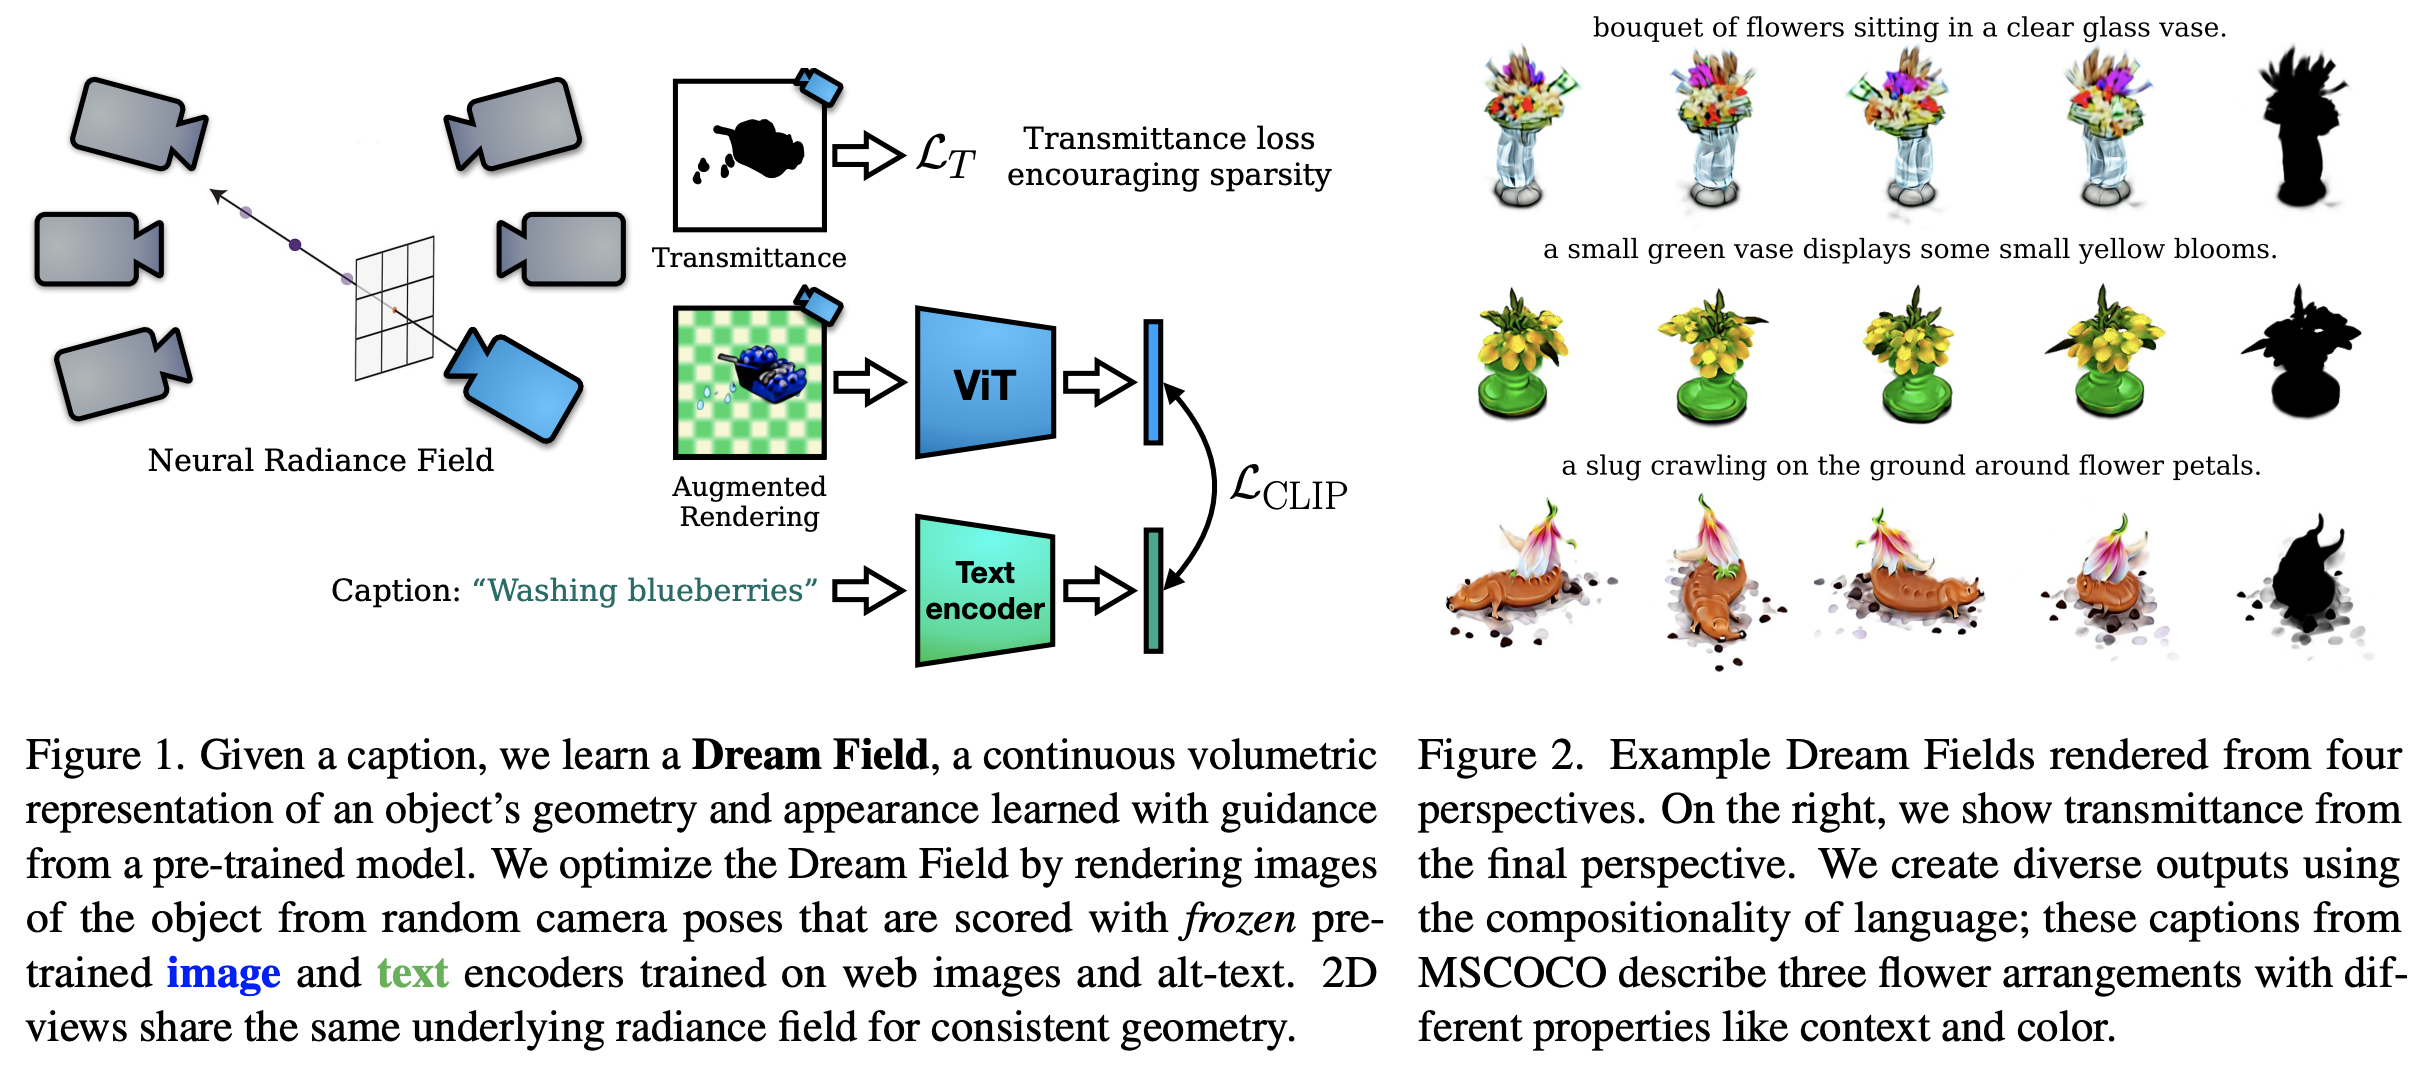 Neural Radiance Field
Transmittance
ℒ_T
Transmittance loss
encouraging sparsity
Augmented
Rendering
ViT
ℒ_CLIP
Caption: “Washing blueberries”
Text
encoder
Figure 1. Given a caption, we learn a Dream Field, a continuous volumetric
representation of an object’s geometry and appearance learned with guidance
from a pre-trained model. We optimize the Dream Field by rendering images
of the object from random camera poses that are scored with frozen pre-
trained image and text encoders trained on web images and alt-text. 2D
views share the same underlying radiance field for consistent geometry.
bouquet of flowers sitting in a clear glass vase.
a small green vase displays some small yellow blooms.
a slug crawling on the ground around flower petals.
Figure 2. Example Dream Fields rendered from four
perspectives. On the right, we show transmittance from
the final perspective. We create diverse outputs using
the compositionality of language; these captions from
MSCOCO describe three flower arrangements with dif-
ferent properties like context and color.